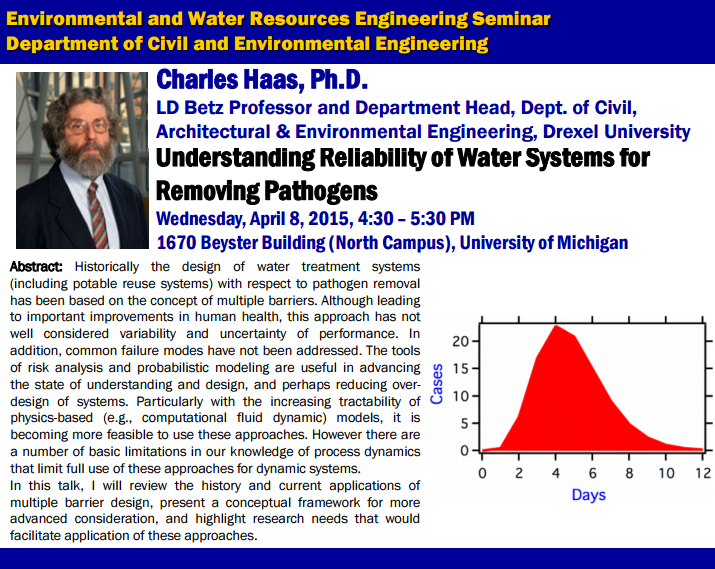 Environmental and Water Resources Engineering Seminar
Department of Civil and Environmental Engineering
Charles Haas, Ph.D.
LD Betz Professor and Department Head, Dept. of Civil,
Architectural & Environmental Engineering, Drexel University
Understanding Reliability of Water Systems for
Removing Pathogens
Wednesday, April 8, 2015, 4:30 – 5:30 PM
1670 Beyster Building (North Campus), University of Michigan
Abstract: Historically the design of water treatment systems
(including potable reuse systems) with respect to pathogen removal
has been based on the concept of multiple barriers. Although leading
to important improvements in human health, this approach has not
well considered variability and uncertainty of performance. In
addition, common failure modes have not been addressed. The tools
of risk analysis and probabilistic modeling are useful in advancing
the state of understanding and design, and perhaps reducing over-
design of systems. Particularly with the increasing tractability of
physics-based (e.g., computational fluid dynamic) models, it is
becoming more feasible to use these approaches. However there are
a number of basic limitations in our knowledge of process dynamics
that limit full use of these approaches for dynamic systems.
In this talk, I will review the history and current applications of
multiple barrier design, present a conceptual framework for more
advanced consideration, and highlight research needs that would
facilitate application of these approaches.
Cases
20
15
10
5
0
0 2 4 6 8 10 12
Days